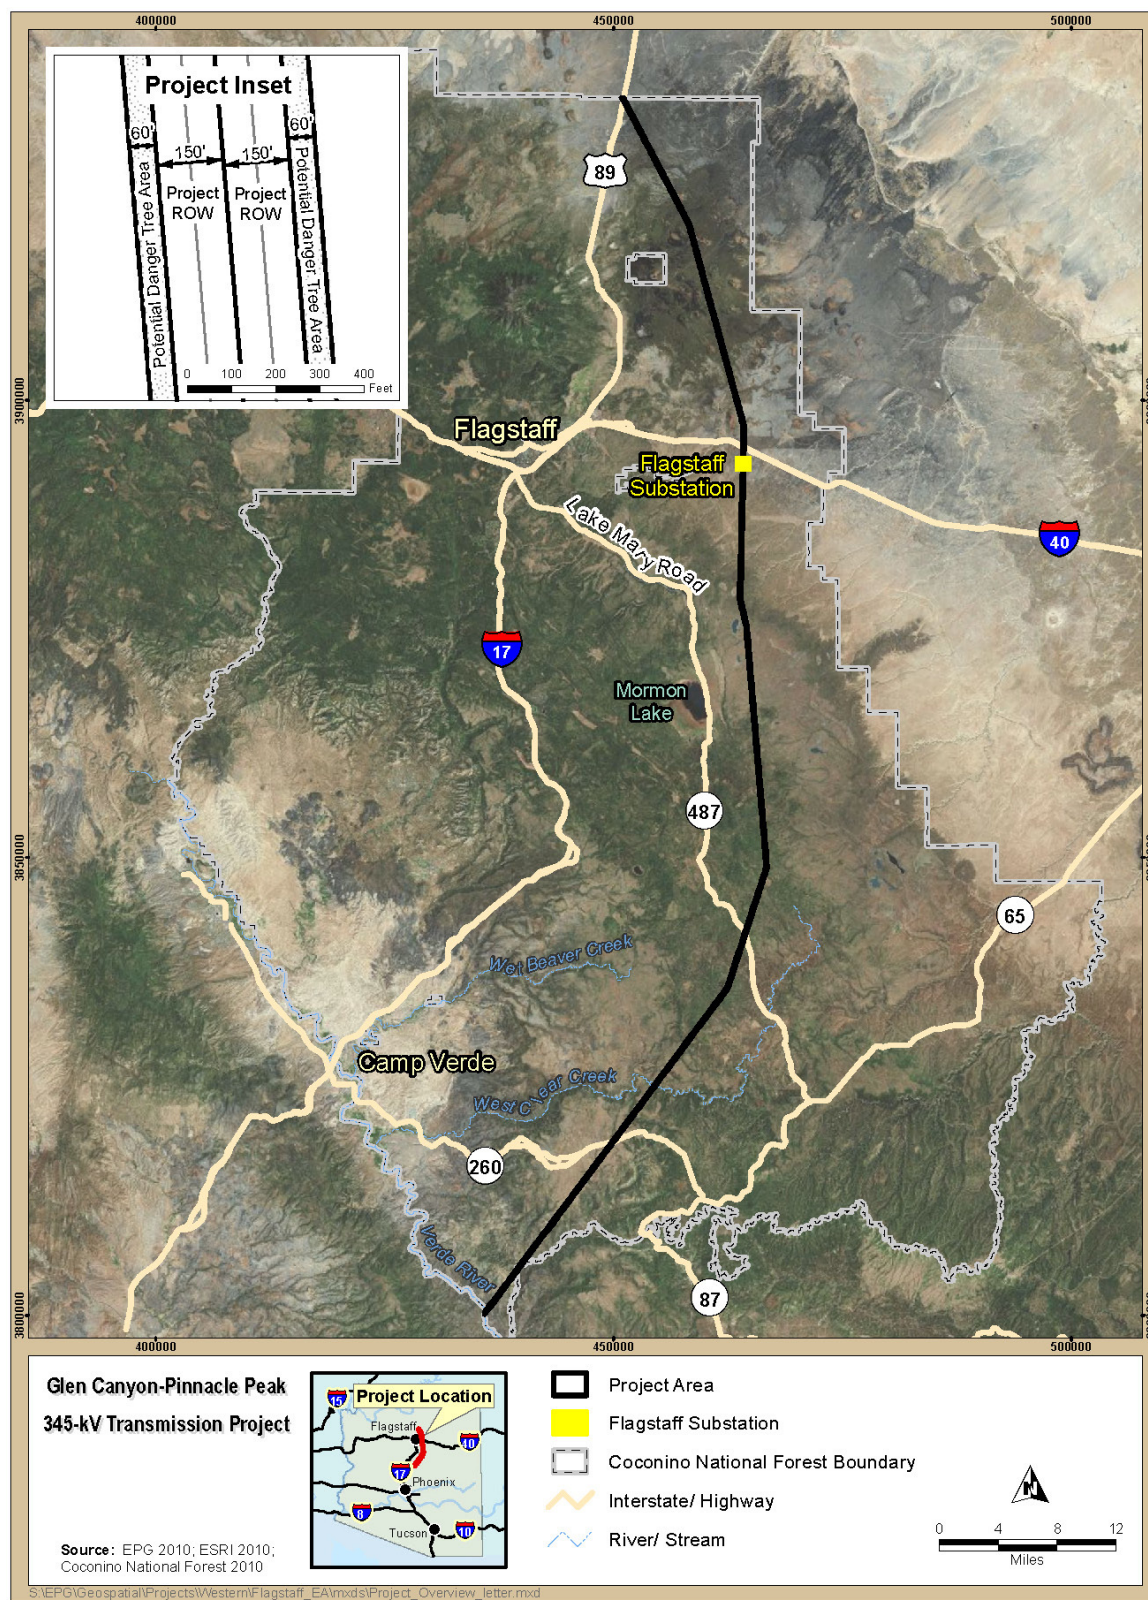 400000
450000
500000
Project Inset
60'
60'
150'
150'
Project
ROW
Project
ROW
Potential Danger Tree Area
Potential Danger Tree Area
0 100 200 300 400
Feet
89
3900000
Flagstaff
Flagstaff
Substation
Lake Mary Road
40
17
Mormon
Lake
487
3850000
65
Wet Beaver Creek
Camp Verde
West Clear Creek
260
Verde River
87
3800000
400000
450000
500000
Glen Canyon-Pinnacle Peak
345-kV Transmission Project
Source: EPG 2010; ESRI 2010;
Coconino National Forest 2010
Project Location
15
Flagstaff
40
17
Phoenix
8
Tucson
10
Project Area
Flagstaff Substation
Coconino National Forest Boundary
Interstate/ Highway
River/ Stream
N
0 4 8 12
Miles
S:\EPG\Geospatial\Projects\Western\Flagstaff_EA\mxds\Project_Overview_letter.mxd